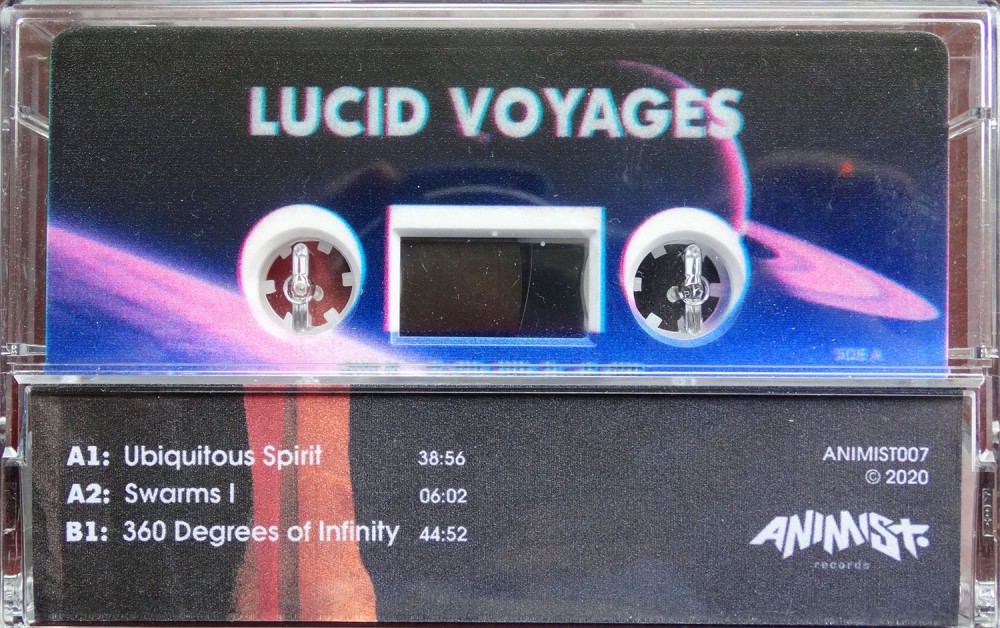 LUCID VOYAGES
SIDE A
A1: Ubiquitous Spirit 38:56
A2: Swarms I 06:02
B1: 360 Degrees of Infinity 44:52
ANIMIST007
© 2020
ANIMIST.
records